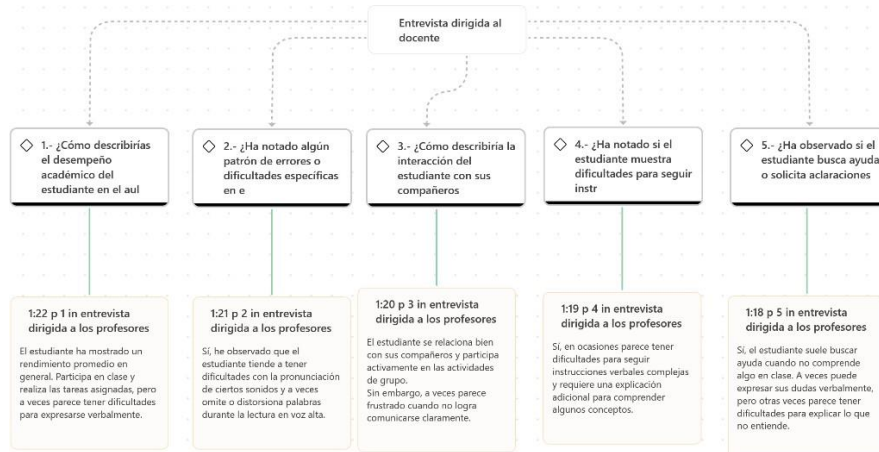 Entrevista dirigida al
docente
1.- ¿Cómo describirías
el desempeño
académico del
estudiante en el aul
2.- ¿Ha notado algún
patrón de errores o
dificultades específicas
en e
3.- ¿Cómo describiría la
interacción del
estudiante con sus
compañeros
4.- ¿Ha notado si el
estudiante muestra
dificultades para seguir
instr
5.- ¿Ha observado si el
estudiante busca ayuda
o solicita aclaraciones
1:22 p 1 in entrevista
dirigida a los profesores
El estudiante ha mostrado un
rendimiento promedio en
general. Participa en clase y
realiza las tareas asignadas, pero
a veces parece tener dificultades
para expresarse verbalmente.
1:21 p 2 in entrevista
dirigida a los profesores
Sí, he observado que el
estudiante tiende a tener
dificultades con la pronunciación
de ciertos sonidos y a veces
omite o distorsiona palabras
durante la lectura en voz alta.
1:20 p 3 in entrevista
dirigida a los profesores
El estudiante se relaciona bien
con sus compañeros y participa
activamente en las actividades
de grupo.
Sin embargo, a veces parece
frustrado cuando no logra
comunicarse claramente.
1:19 p 4 in entrevista
dirigida a los profesores
Sí, en ocasiones parece tener
dificultades para seguir
instrucciones verbales complejas
y requiere una explicación
adicional para comprender
algunos conceptos.
1:18 p 5 in entrevista
dirigida a los profesores
Sí, el estudiante suele buscar
ayuda cuando no comprende
algo en clase. A veces puede
expresar sus dudas verbalmente,
pero otras veces parece tener
dificultades para explicar lo que
no entiende.